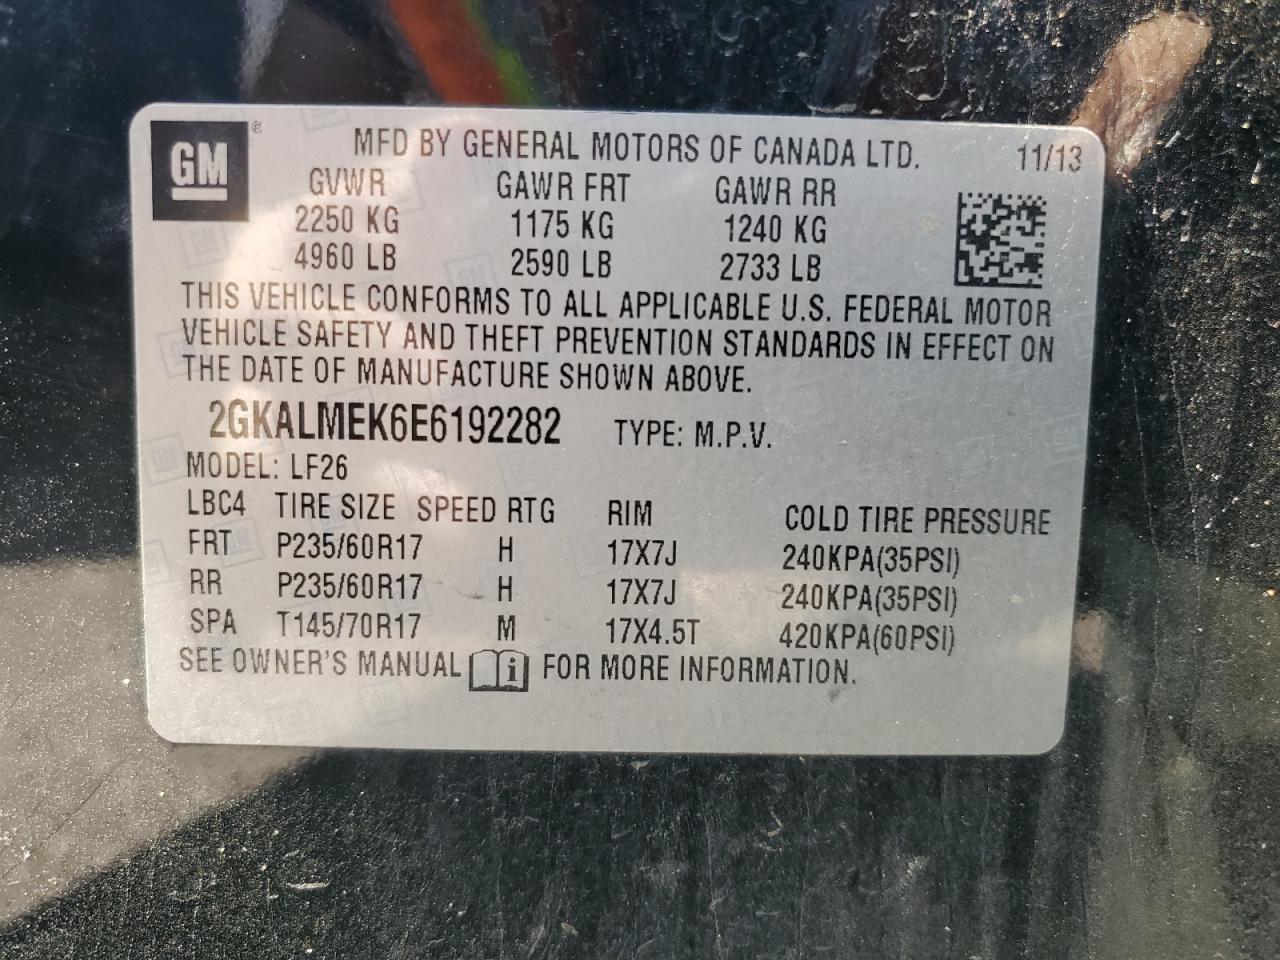 GM ©
MFD BY GENERAL MOTORS OF CANADA LTD. 11/13
GVWR GAWR FRT GAWR RR
2250 KG 1175 KG 1240 KG
4960 LB 2590 LB 2733 LB
THIS VEHICLE CONFORMS TO ALL APPLICABLE U.S. FEDERAL MOTOR
VEHICLE SAFETY AND THEFT PREVENTION STANDARDS IN EFFECT ON
THE DATE OF MANUFACTURE SHOWN ABOVE.
2GKALMEK6E6192282 TYPE: M.P.V.
MODEL: LF26
LBC4 TIRE SIZE SPEED RTG RIM COLD TIRE PRESSURE
FRT P235/60R17 H 17X7J 240KPA(35PSI)
RR P235/60R17 H 17X7J 240KPA(35PSI)
SPA T145/70R17 M 17X4.5T 420KPA(60PSI)
SEE OWNER'S MANUAL i FOR MORE INFORMATION.